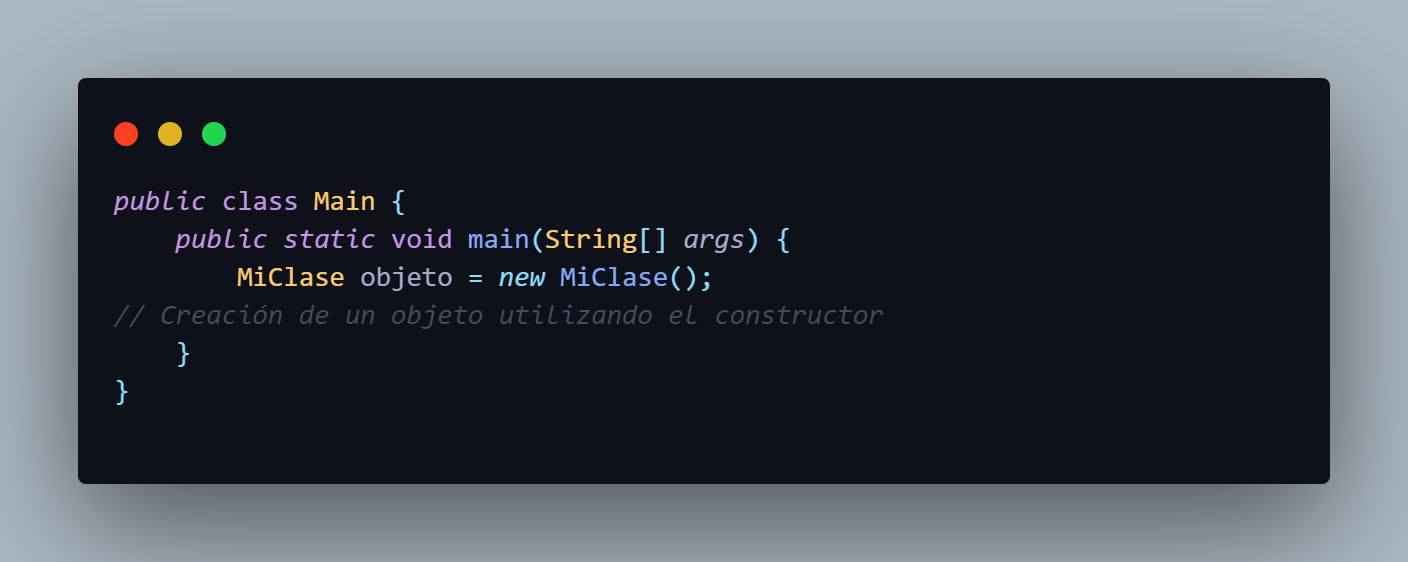 public class Main {
    public static void main(String[] args) {
        MiClase objeto = new MiClase();
// Creación de un objeto utilizando el constructor
    }
}